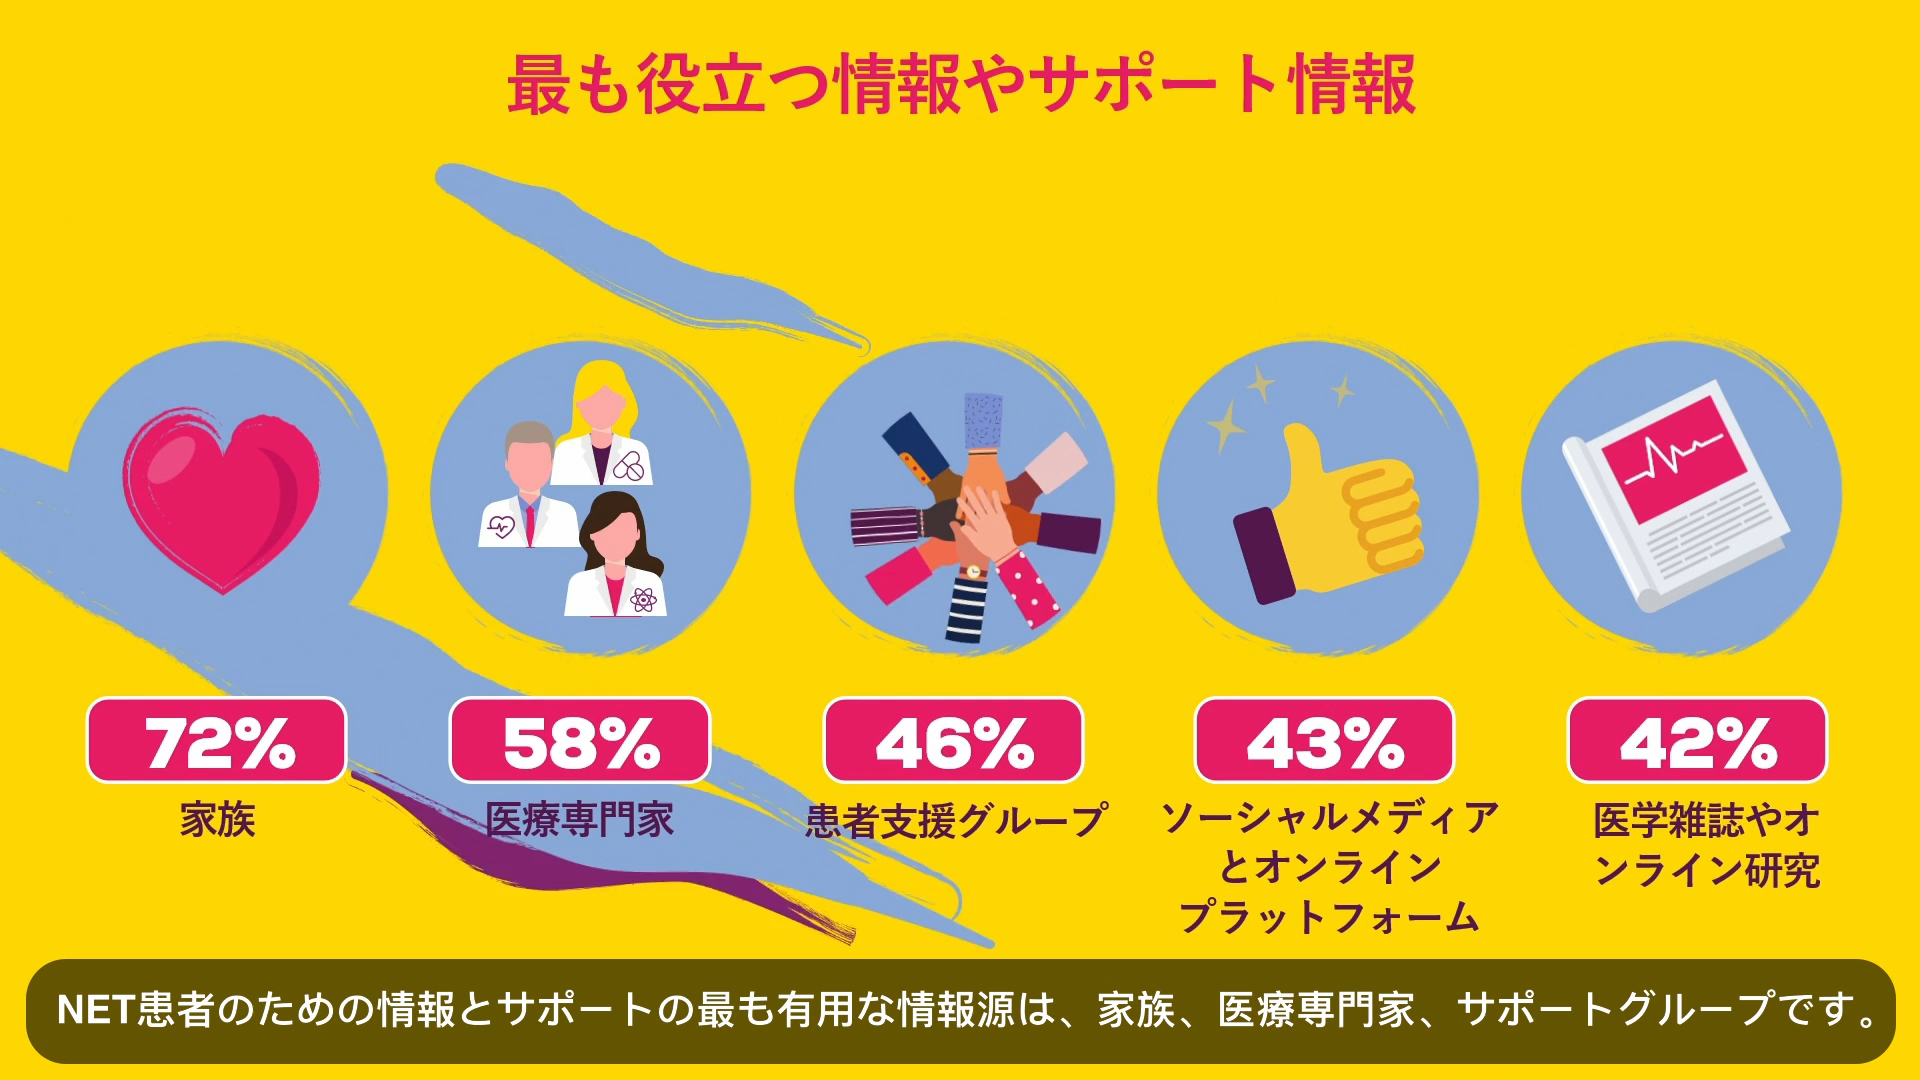 最も役立つ情報やサポート情報
72%
家族
58%
医療専門家
46%
患者支援グループ
43%
ソーシャルメディア
とオンライン
プラットフォーム
42%
医学雑誌やオ
ンライン研究
NET患者のための情報とサポートの最も有用な情報源は、家族、医療専門家、サポートグループです。